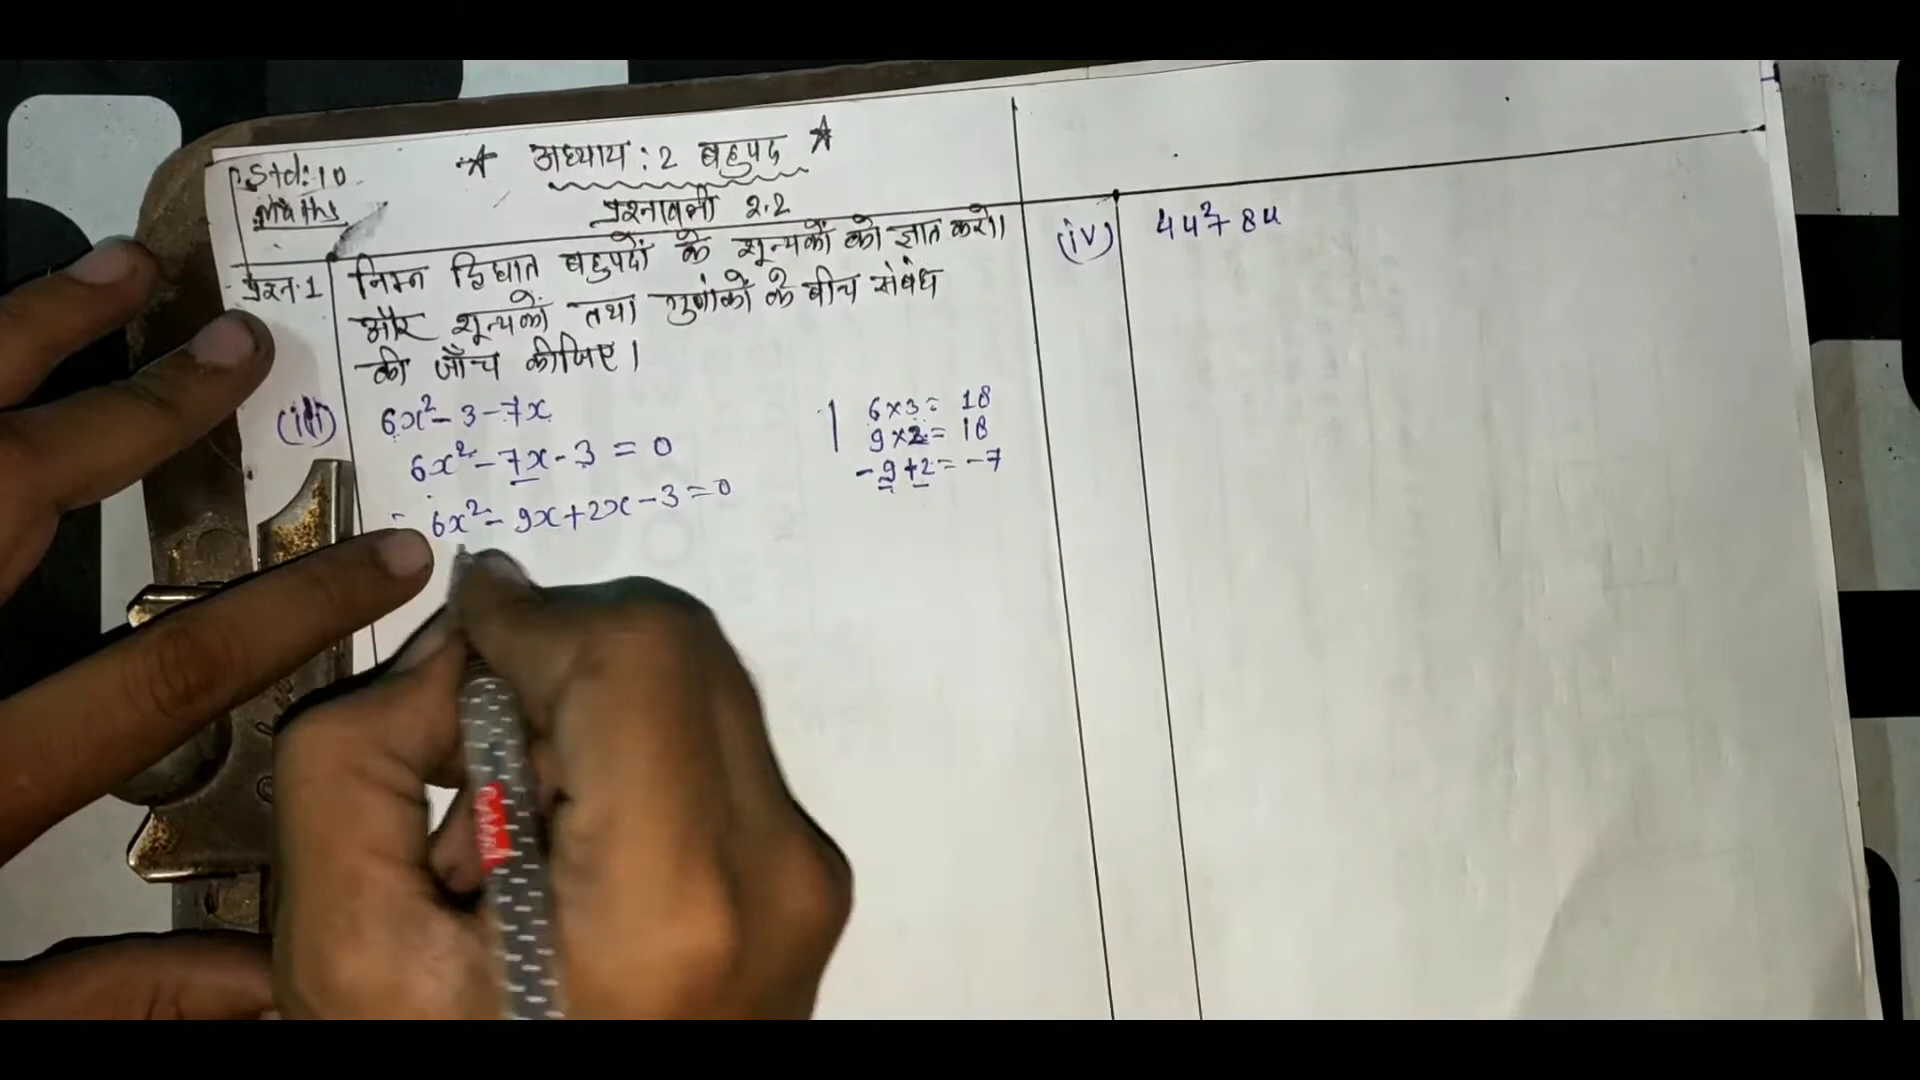 Std:10
Maths
☆ अध्याय : 2 बहुपद ☆
प्रश्नावली 2.2
प्रश्न.1 निम्न द्विघात बहुपदों के शून्यकों को ज्ञात करो।
और शून्यकों तथा गुणांकों के बीच संबंध
की जाँच कीजिए।
(iii) 6x² - 3 - 7x
6x² - 7x - 3 = 0
6x² - 9x + 2x - 3 = 0
6 × 3 = 18
9 × 2 = 18
- 9 + 2 = - 7
(iv) 4u² + 8u